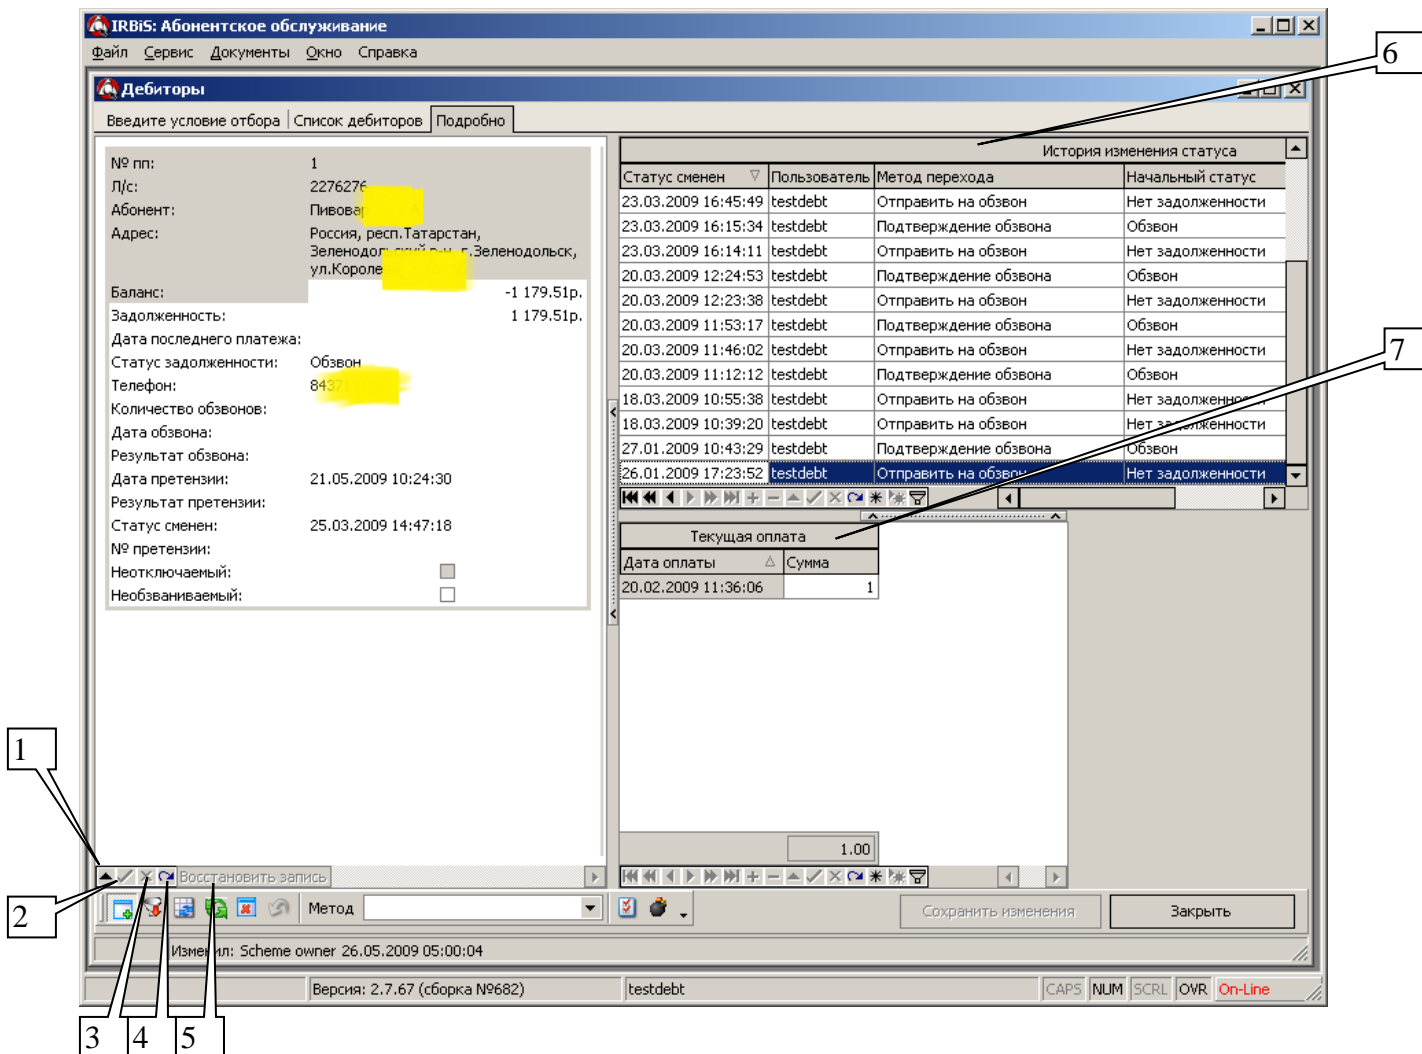 IRBiS: Абонентское обслуживание
Файл Сервис Документы Окно Справка
6
Дебиторы
Введите условие отбора Список дебиторов Подробно
№ пп: 1
Л/с: 2276276
Абонент: Пивовар
Адрес: Россия, респ.Татарстан,
Зеленодольский р-н, г.Зеленодольск,
ул.Короле
Баланс: -1 179.51р.
Задолженность: 1 179.51р.
Дата последнего платежа:
Статус задолженности: Обзвон
Телефон: 8437
Количество обзвонов:
Дата обзвона:
Результат обзвона:
Дата претензии: 21.05.2009 10:24:30
Результат претензии:
Статус сменен: 25.03.2009 14:47:18
№ претензии:
Неотключаемый:
Необзваниваемый:
История изменения статуса
Статус сменен Пользователь Метод перехода Начальный статус
23.03.2009 16:45:49 testdebt Отправить на обзвон Нет задолженности
23.03.2009 16:15:34 testdebt Подтверждение обзвона Обзвон
23.03.2009 16:14:11 testdebt Отправить на обзвон Нет задолженности
20.03.2009 12:24:53 testdebt Подтверждение обзвона Обзвон
20.03.2009 12:23:38 testdebt Отправить на обзвон Нет задолженности
20.03.2009 11:53:17 testdebt Подтверждение обзвона Обзвон
20.03.2009 11:46:02 testdebt Отправить на обзвон Нет задолженности
20.03.2009 11:12:12 testdebt Подтверждение обзвона Обзвон
18.03.2009 10:55:38 testdebt Отправить на обзвон Нет задолженности
18.03.2009 10:39:20 testdebt Отправить на обзвон Нет задолженности
27.01.2009 10:43:29 testdebt Подтверждение обзвона Обзвон
26.01.2009 17:23:52 testdebt Отправить на обзвон Нет задолженности
7
Текущая оплата
Дата оплаты Сумма
20.02.2009 11:36:06 1
1.00
1
Восстановить запись
2
Метод
Сохранить изменения Закрыть
Изменил: Scheme owner 26.05.2009 05:00:04
Версия: 2.7.67 (сборка №682) testdebt CAPS NUM SCRL OVR On-Line
3 4 5